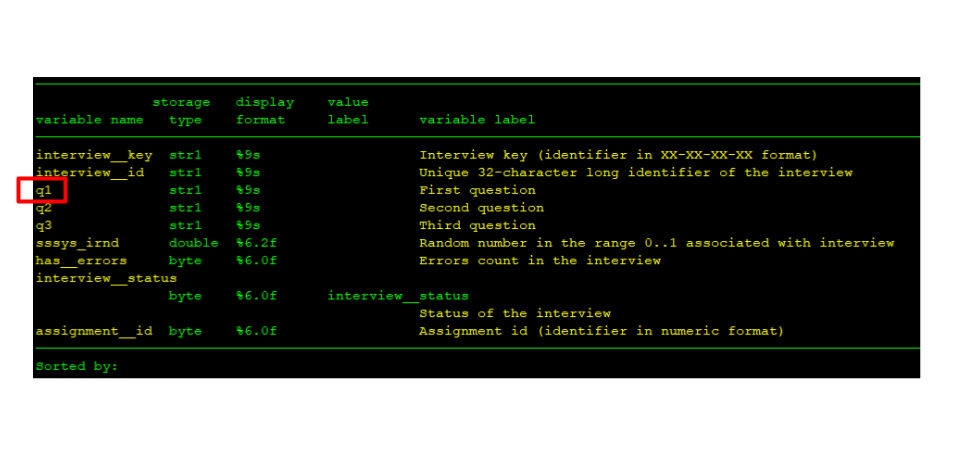 storage display value
variable name type format label variable label
interview__key str1 %9s Interview key (identifier in XX-XX-XX-XX format)
interview__id str1 %9s Unique 32-character long identifier of the interview
q1 str1 %9s First question
q2 str1 %9s Second question
q3 str1 %9s Third question
sssys_irnd double %6.2f Random number in the range 0..1 associated with interview
has__errors byte %6.0f Errors count in the interview
interview__status
byte %6.0f interview__status
Status of the interview
assignment__id byte %6.0f Assignment id (identifier in numeric format)
Sorted by: